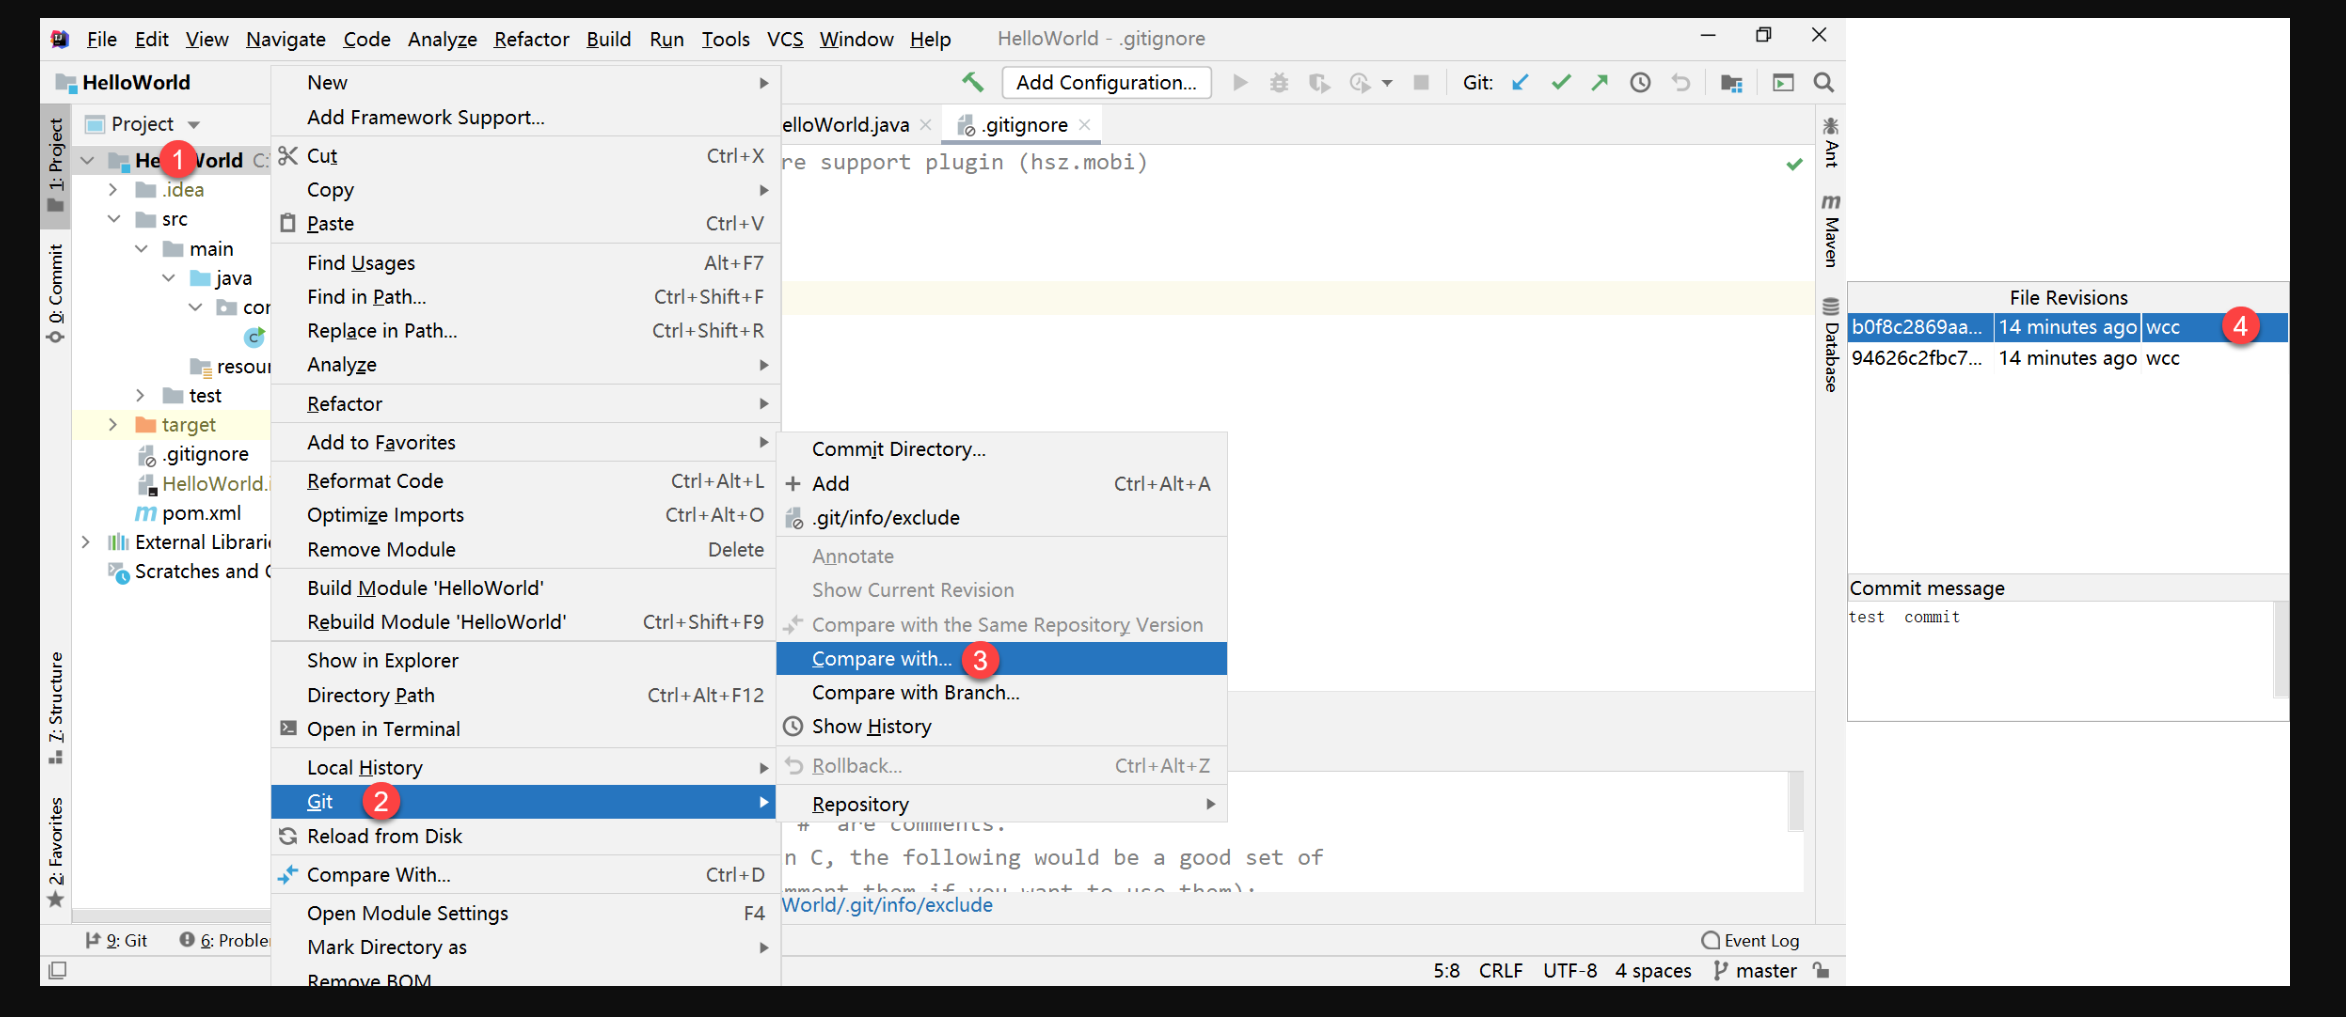 File Edit View Navigate Code Analyze Refactor Build Run Tools VCS Window Help HelloWorld - .gitignore
HelloWorld
Add Configuration...
Git:
1: Project
0: Commit
7: Structure
2: Favorites
Project
HelloWorld C:
1
.idea
src
main
java
cor
resour
test
target
.gitignore
HelloWorld.i
pom.xml
External Librarie
Scratches and C
New
Add Framework Support...
Cut Ctrl+X
Copy
Paste Ctrl+V
Find Usages Alt+F7
Find in Path... Ctrl+Shift+F
Replace in Path... Ctrl+Shift+R
Analyze
Refactor
Add to Favorites
Reformat Code Ctrl+Alt+L
Optimize Imports Ctrl+Alt+O
Remove Module Delete
Build Module 'HelloWorld'
Rebuild Module 'HelloWorld' Ctrl+Shift+F9
Show in Explorer
Directory Path Ctrl+Alt+F12
Open in Terminal
Local History
Git 2
Reload from Disk
Compare With... Ctrl+D
Open Module Settings F4
Mark Directory as
Remove BOM
elloWorld.java
.gitignore
re support plugin (hsz.mobi)
Commit Directory...
Add Ctrl+Alt+A
.git/info/exclude
Annotate
Show Current Revision
Compare with the Same Repository Version
Compare with... 3
Compare with Branch...
Show History
Rollback... Ctrl+Alt+Z
Repository
# are comments.
n C, the following would be a good set of
mment them if you want to use them):
World/.git/info/exclude
Ant
m
Maven
Database
File Revisions
b0f8c2869aa... 14 minutes ago wcc 4
94626c2fbc7... 14 minutes ago wcc
Commit message
test commit
9: Git 6: Proble
Event Log
5:8 CRLF UTF-8 4 spaces master